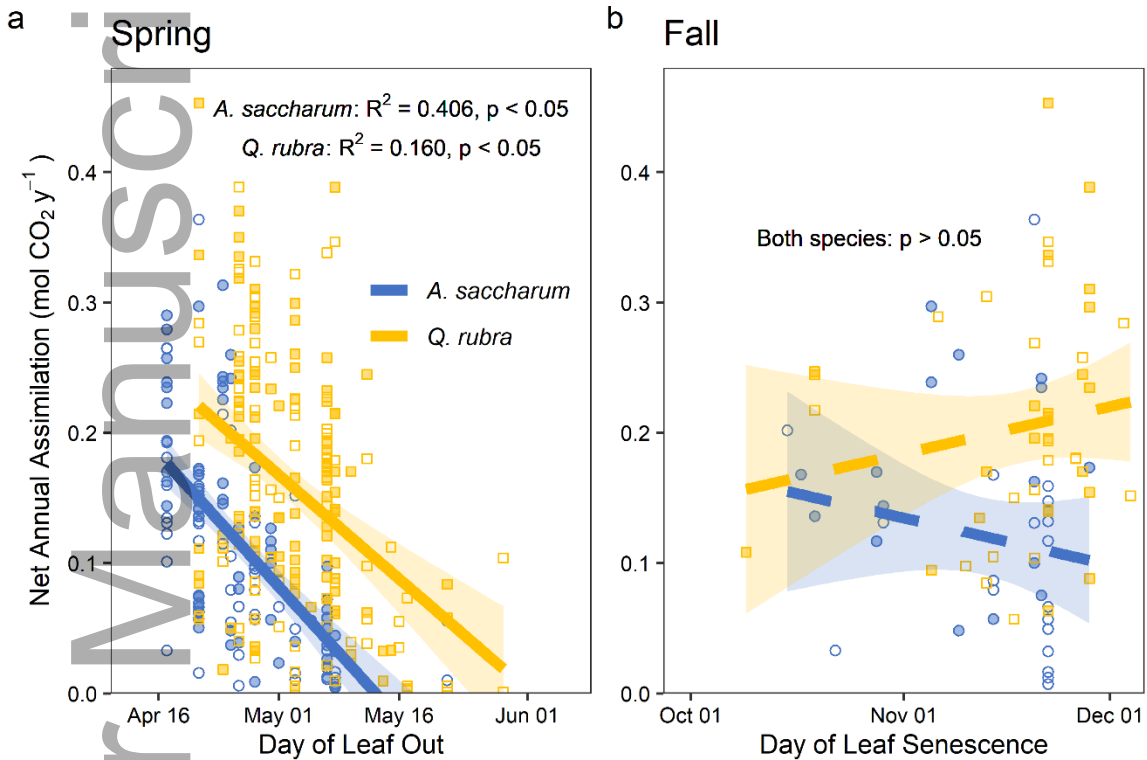 a
Spring
A. saccharum: R² = 0.406, p < 0.05
Q. rubra: R² = 0.160, p < 0.05
A. saccharum
Q. rubra
Net Annual Assimilation (mol CO₂ y⁻¹ )
0.4
0.3
0.2
0.1
0.0
Apr 16
May 01
May 16
Jun 01
Day of Leaf Out
b
Fall
Both species: p > 0.05
0.4
0.3
0.2
0.1
0.0
Oct 01
Nov 01
Dec 01
Day of Leaf Senescence
r Manuscri